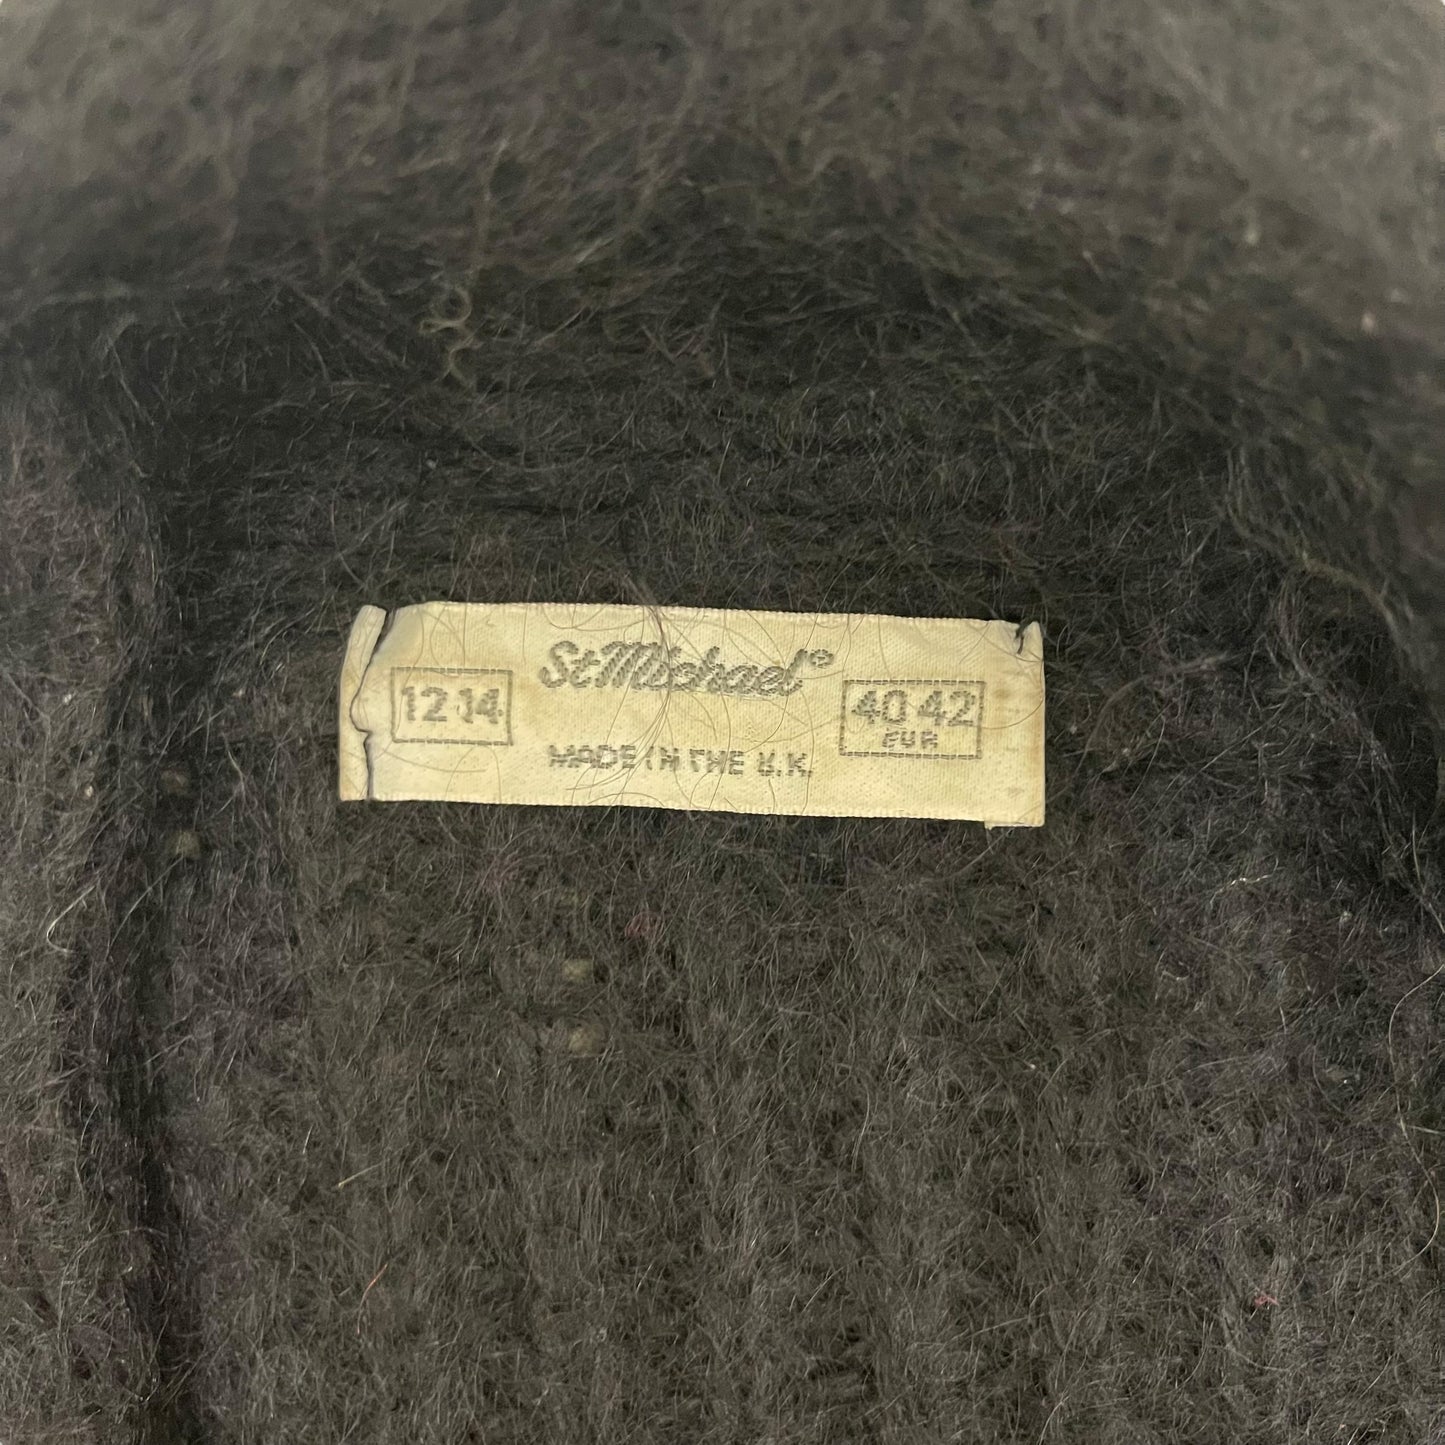 St Michael®
12-14
40-42
EUR
MADE IN THE U.K.